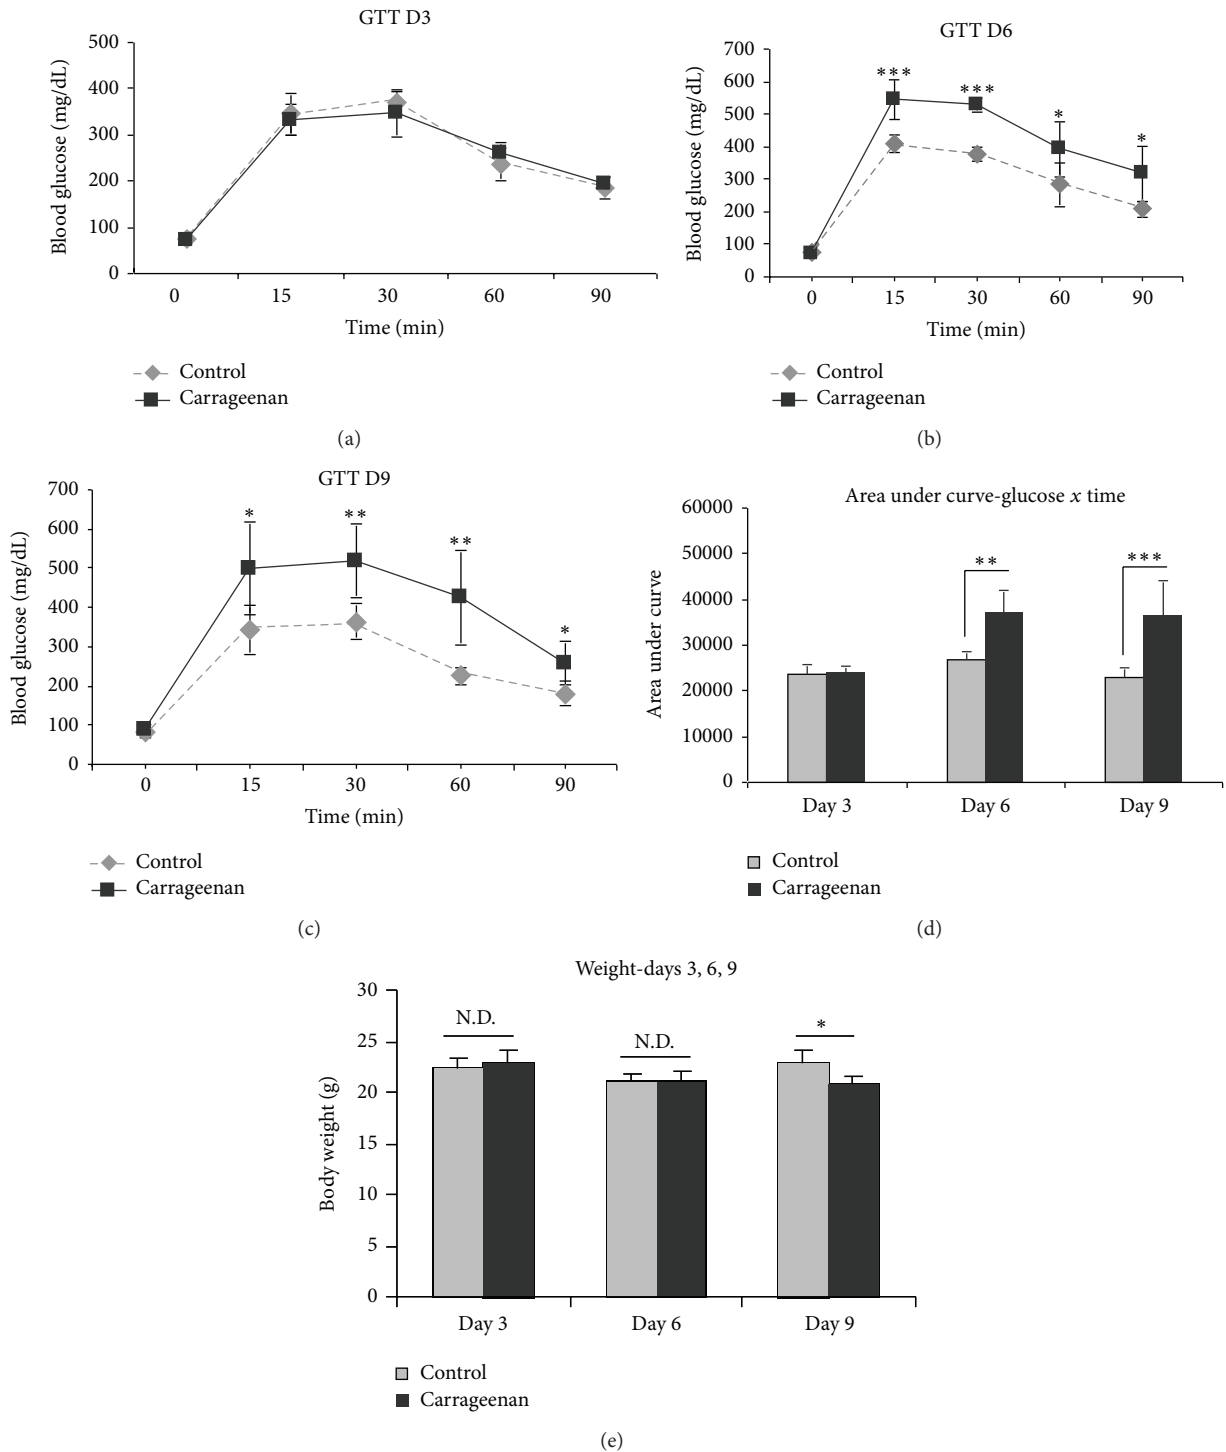 GTT D3
Blood glucose (mg/dL)
500
400
300
200
100
0
0 15 30 60 90
Time (min)
Control
Carrageenan
(a)
GTT D6
Blood glucose (mg/dL)
700
600
500
400
300
200
100
0
*** *** * *
0 15 30 60 90
Time (min)
Control
Carrageenan
(b)
GTT D9
Blood glucose (mg/dL)
700
600
500
400
300
200
100
0
* ** ** *
0 15 30 60 90
Time (min)
Control
Carrageenan
(c)
Area under curve-glucose x time
Area under curve
60000
50000
40000
30000
20000
10000
0
** ***
Day 3 Day 6 Day 9
Control
Carrageenan
(d)
Weight-days 3, 6, 9
Body weight (g)
30
25
20
15
10
5
0
N.D. N.D. *
Day 3 Day 6 Day 9
Control
Carrageenan
(e)